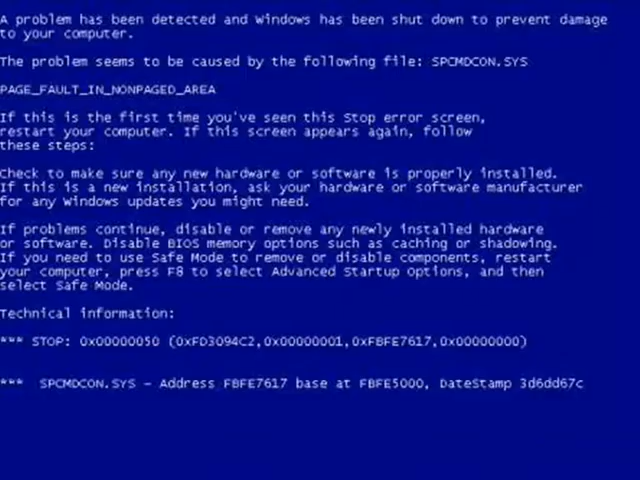 A problem has been detected and Windows has been shut down to prevent damage
to your computer.
The problem seems to be caused by the following file: SPCMDCON.SYS
PAGE_FAULT_IN_NONPAGED_AREA
If this is the first time you've seen this Stop error screen,
restart your computer. If this screen appears again, follow
these steps:
Check to make sure any new hardware or software is properly installed.
If this is a new installation, ask your hardware or software manufacturer
for any Windows updates you might need.
If problems continue, disable or remove any newly installed hardware
or software. Disable BIOS memory options such as caching or shadowing.
If you need to use Safe Mode to remove or disable components, restart
your computer, press F8 to select Advanced Startup Options, and then
select Safe Mode.
Technical information:
*** STOP: 0x00000050 (0xFD3094C2,0x00000001,0xFBFE7617,0x00000000)
*** SPCMDCON.SYS - Address FBFE7617 base at FBFE5000, DateStamp 3d6dd67c